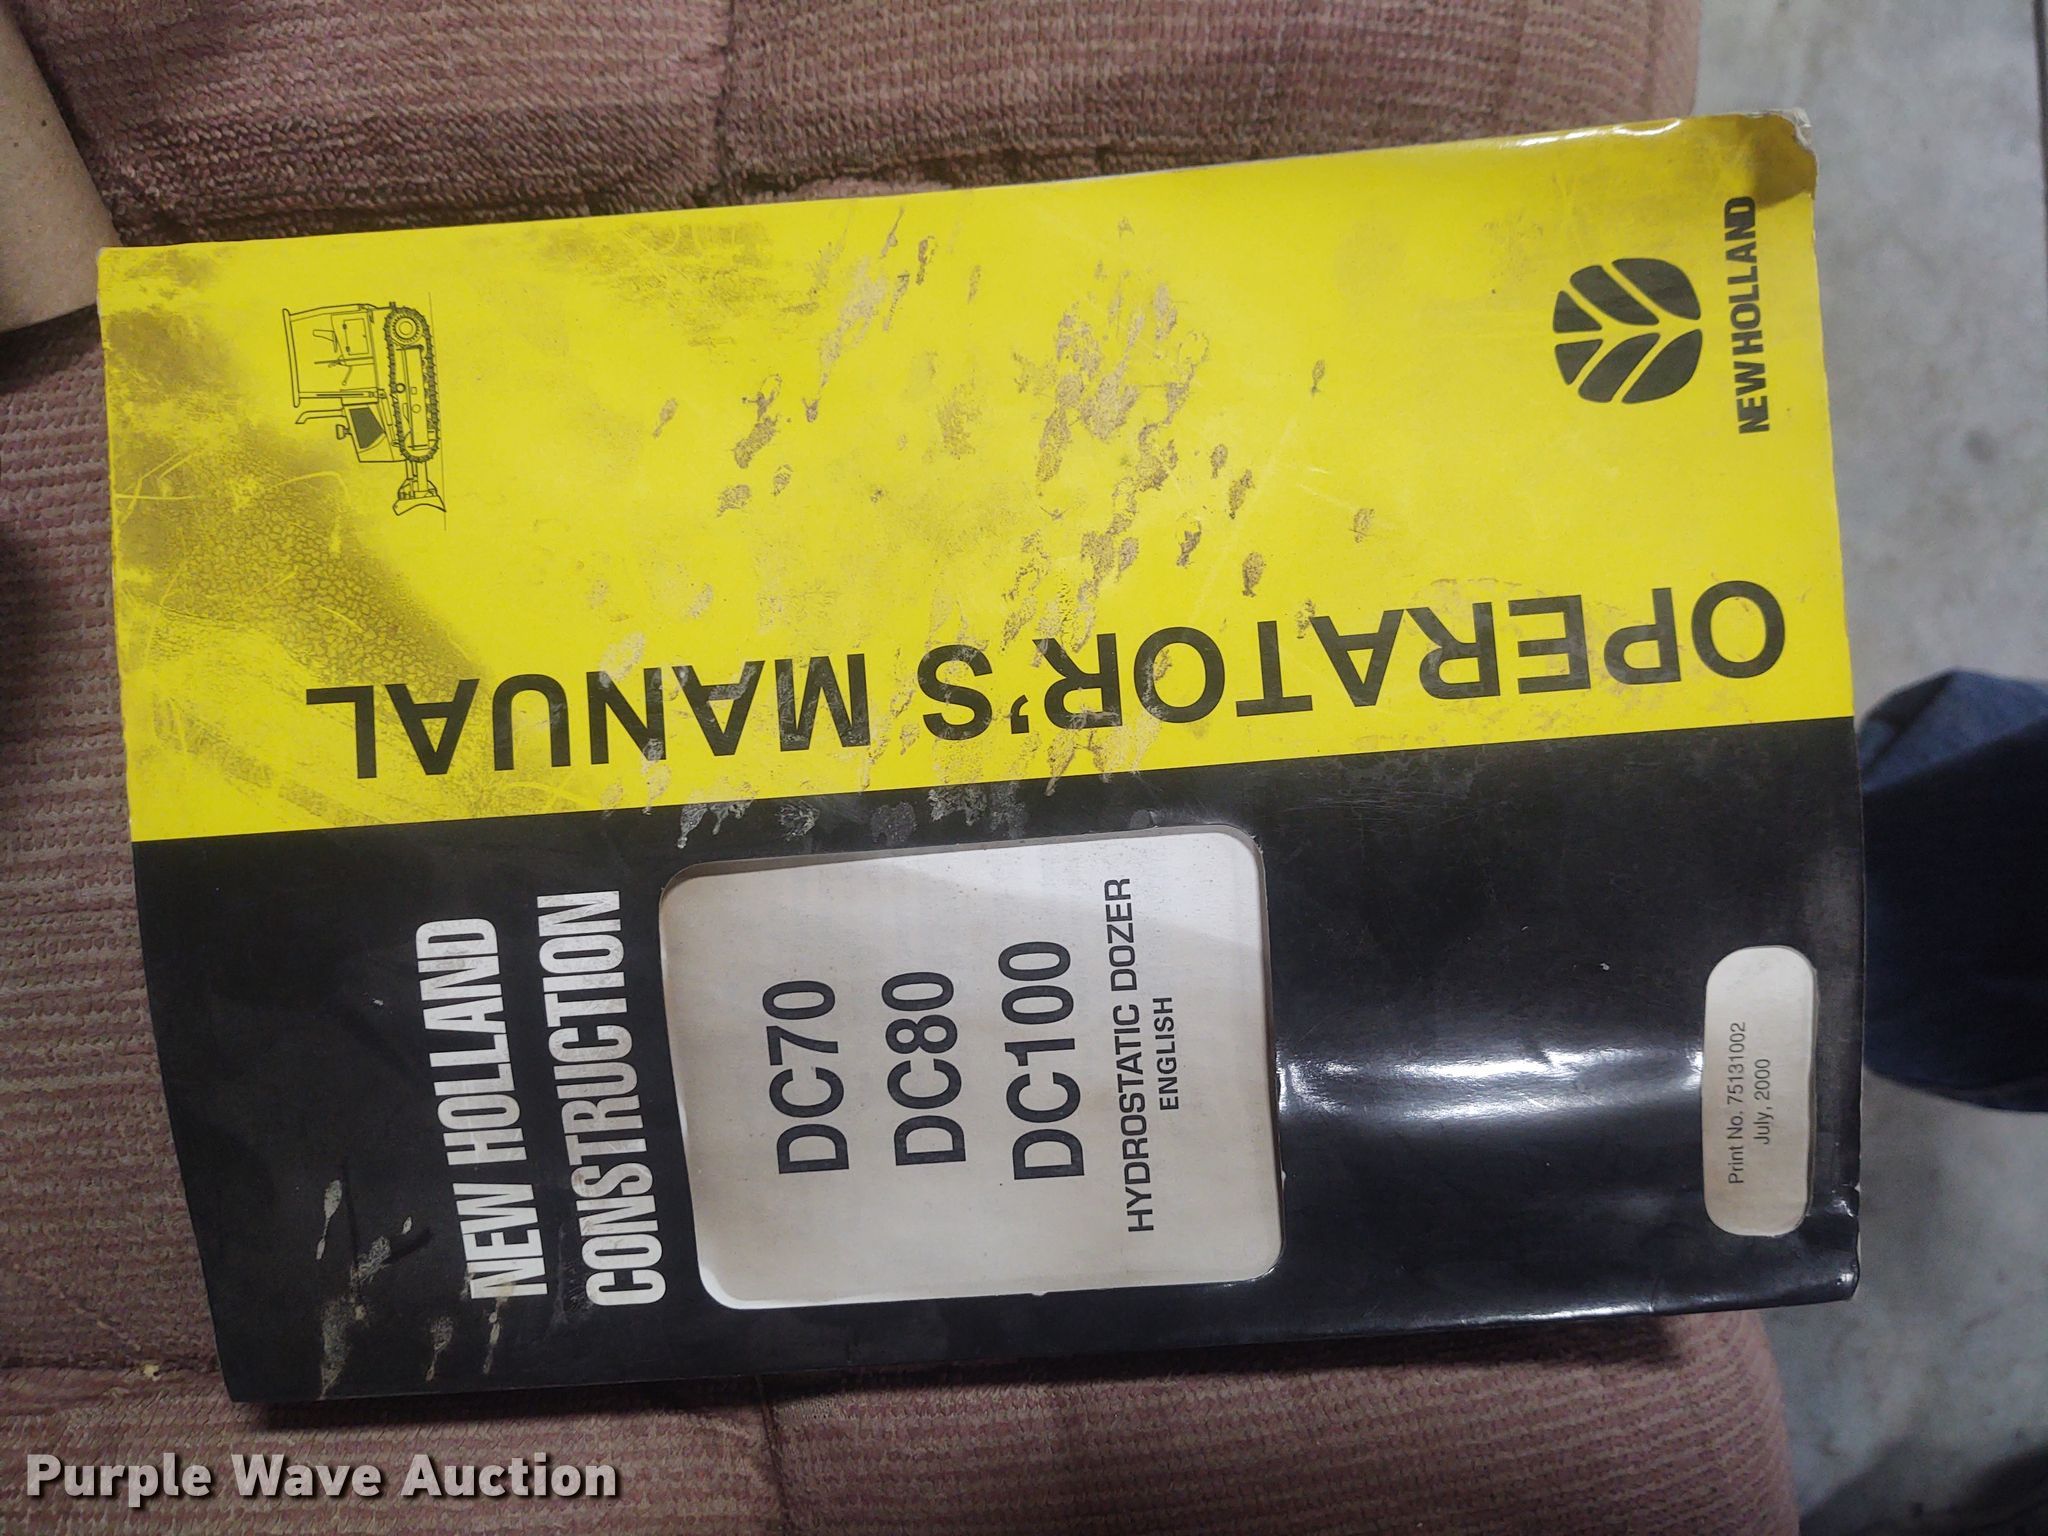 NEW HOLLAND
CONSTRUCTION
DC70
DC80
DC100
HYDROSTATIC DOZER
ENGLISH
Print No. 75131002
July, 2000
OPERATOR'S MANUAL
NEW HOLLAND
Purple Wave Auction